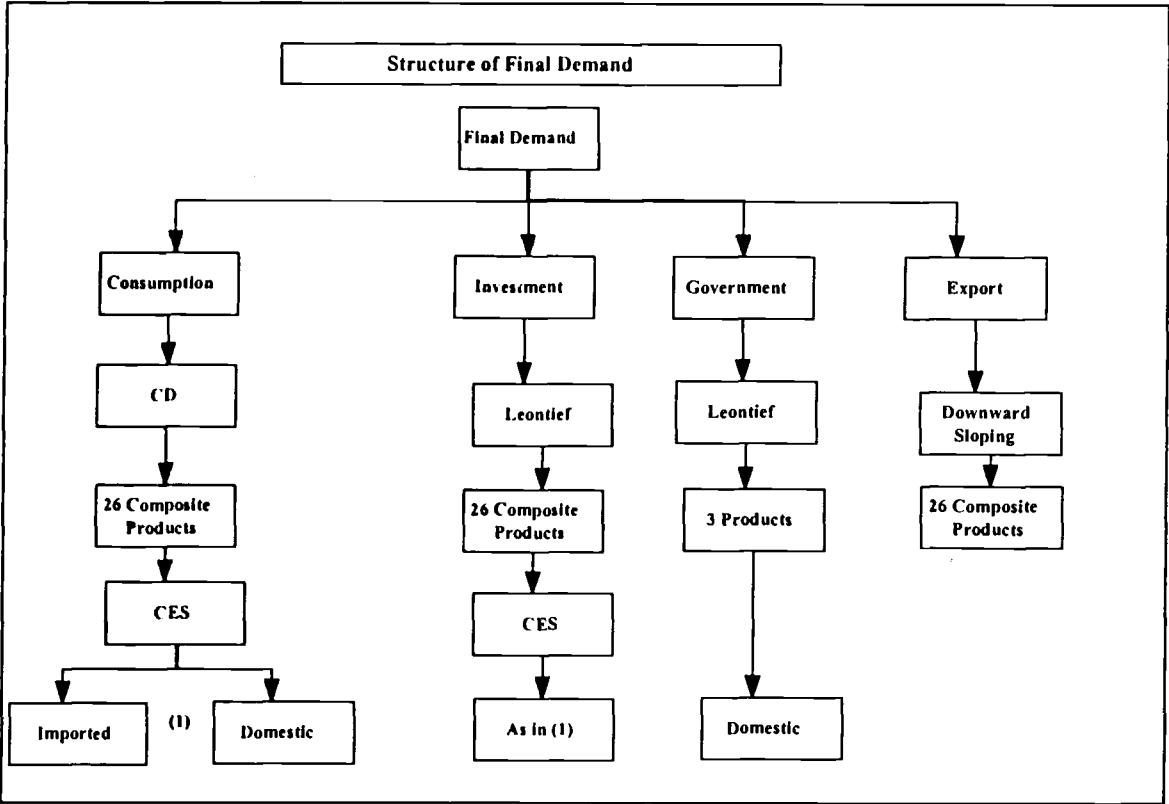 Structure of Final Demand
Final Demand
Consumption
Investment
Government
Export
CD
Leontief
Leontief
Downward
Sloping
26 Composite
Products
26 Composite
Products
3 Products
26 Composite
Products
CES
CES
Imported
(1)
Domestic
As in (1)
Domestic